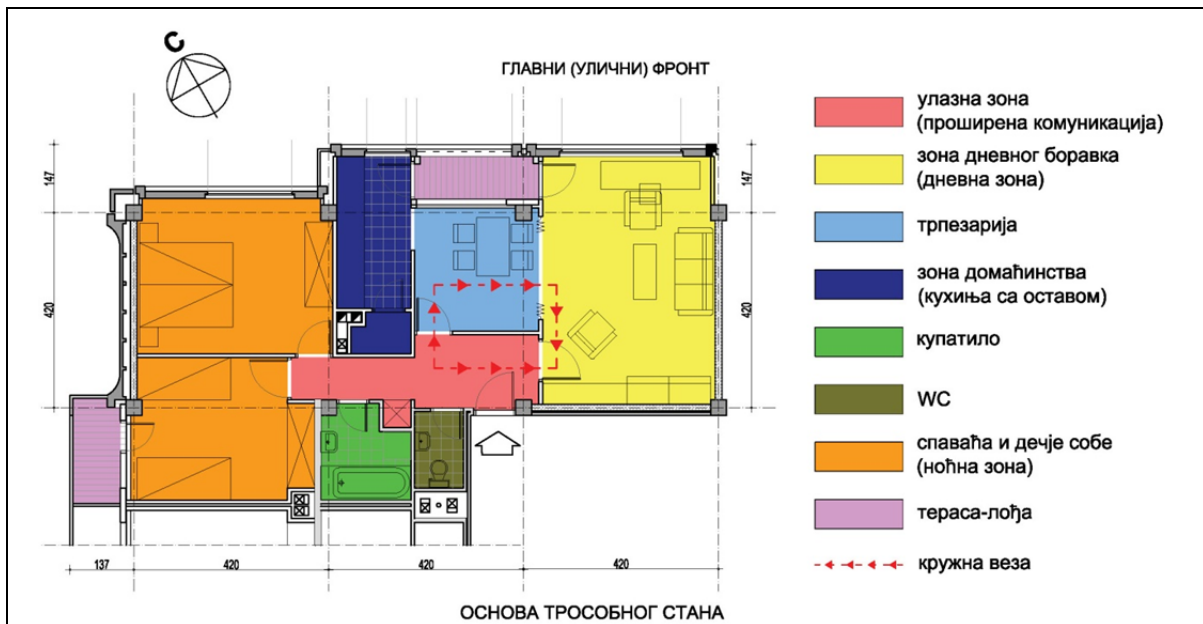 С
ГЛАВНИ (УЛИЧНИ) ФРОНТ
147
420
147
420
137
420
420
420
ОСНОВА ТРОСОБНОГ СТАНА
улазна зона
(проширена комуникација)
зона дневног боравка
(дневна зона)
трпезарија
зона домаћинства
(кухиња са оставом)
купатило
WC
спаваћа и дечје собе
(ноћна зона)
тераса-лођа
кружна веза